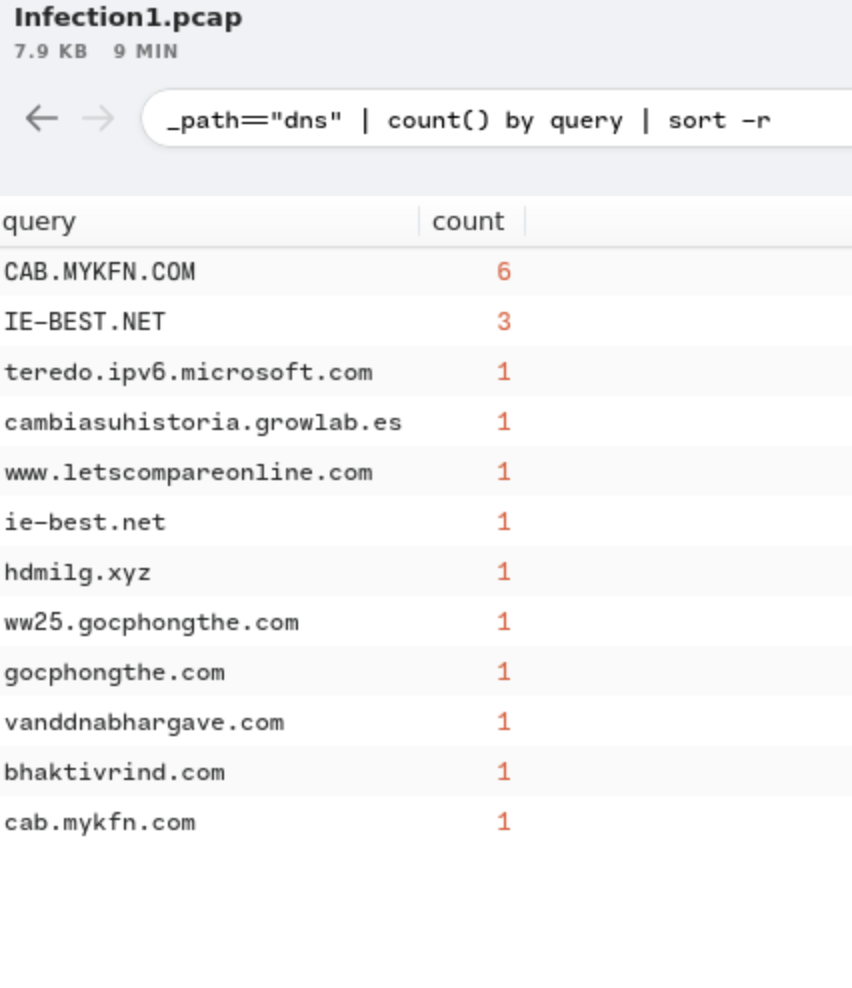 Infection1.pcap
7.9 KB 9 MIN
_path=="dns" | count() by query | sort -r
query count
CAB.MYKFN.COM 6
IE-BEST.NET 3
teredo.ipv6.microsoft.com 1
cambiasuhistoria.growlab.es 1
www.letscompareonline.com 1
ie-best.net 1
hdmilg.xyz 1
ww25.gocphongthe.com 1
gocphongthe.com 1
vanddnabhargave.com 1
bhaktivrind.com 1
cab.mykfn.com 1